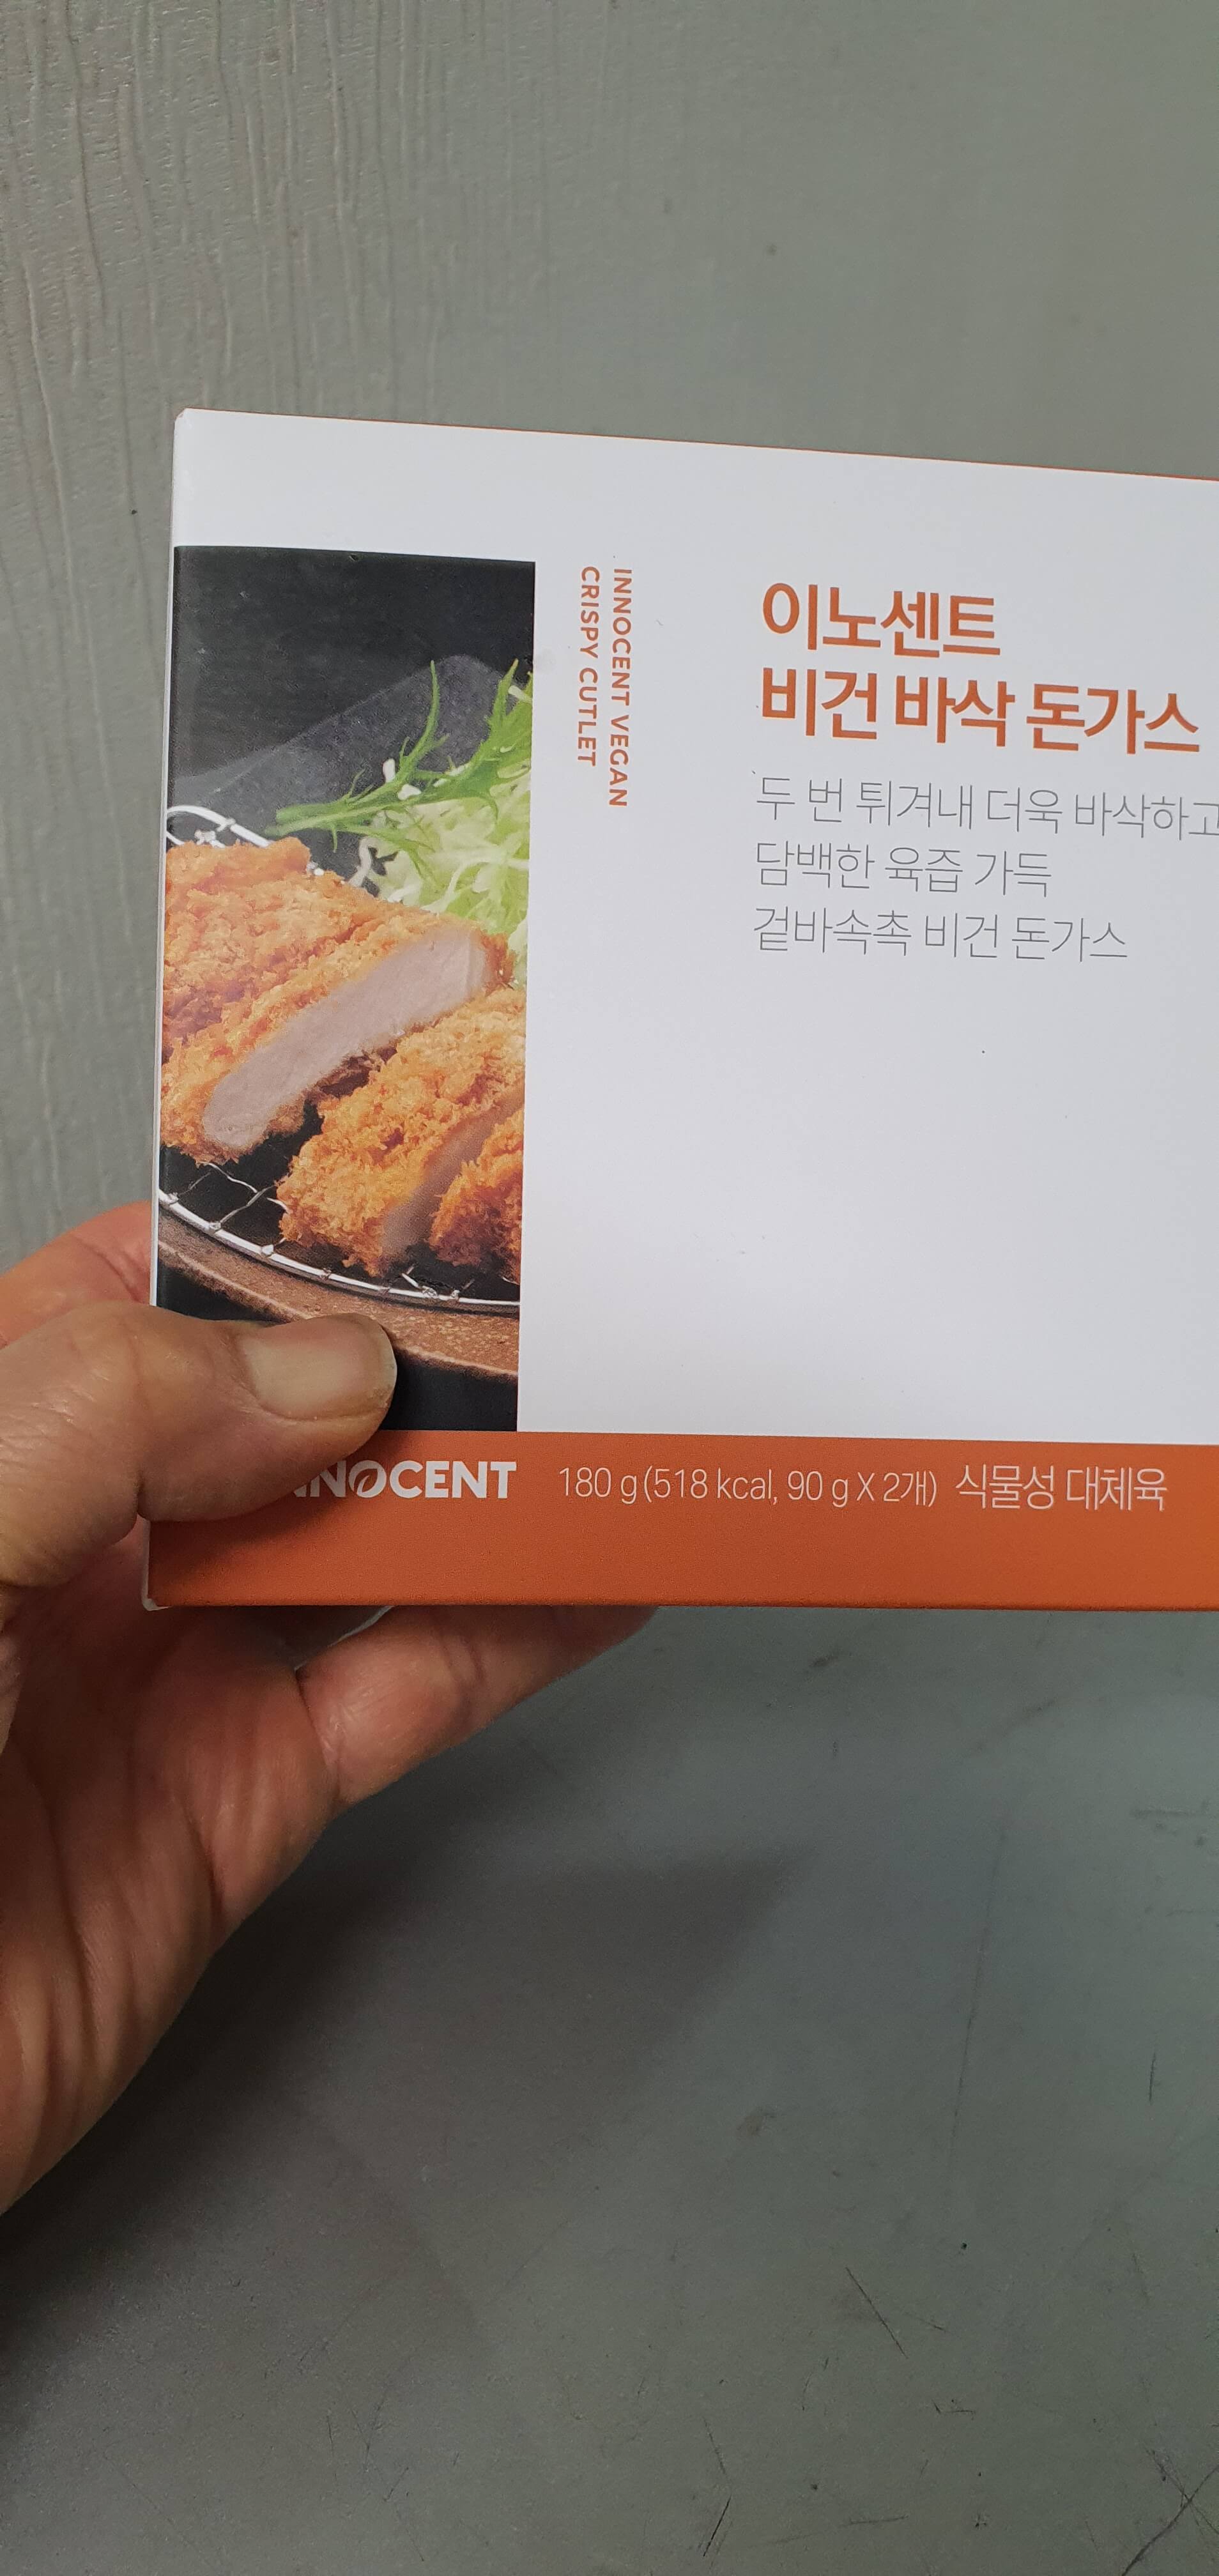 INNOCENT VEGAN
CRISPY CUTLET
이노센트
비건 바삭 돈가스
두 번 튀겨내 더욱 바삭하고
담백한 육즙 가득
겉바속촉 비건 돈가스
INNOCENT
180 g (518 kcal, 90 g X 2개) 식물성 대체육